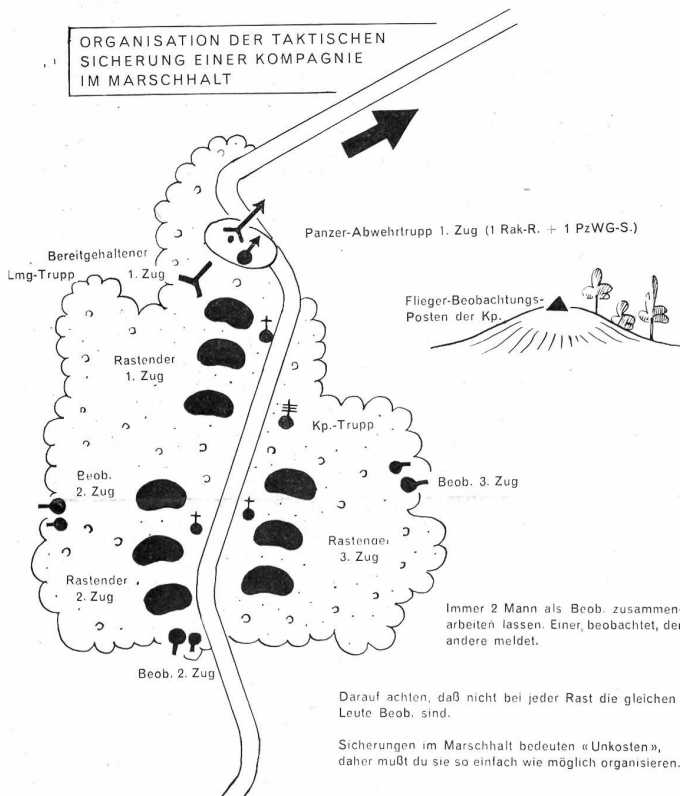 ORGANISATION DER TAKTISCHEN
SICHERUNG EINER KOMPAGNIE
IM MARSCHHALT
Panzer-Abwehrtrupp 1. Zug (1 Rak-R. + 1 PzWG-S.)
Bereitgehaltener
Lmg-Trupp 1. Zug
Flieger-Beobachtungs-
Posten der Kp.
Rastender
1. Zug
Kp.-Trupp
Beob.
2. Zug
Beob. 3. Zug
Rastender
3. Zug
Rastender
2. Zug
Immer 2 Mann als Beob. zusammen-
arbeiten lassen. Einer, beobachtet, der
andere meldet.
Beob. 2. Zug
Darauf achten, daß nicht bei jeder Rast die gleichen
Leute Beob. sind.
Sicherungen im Marschhalt bedeuten «Unkosten»,
daher mußt du sie so einfach wie möglich organisieren.